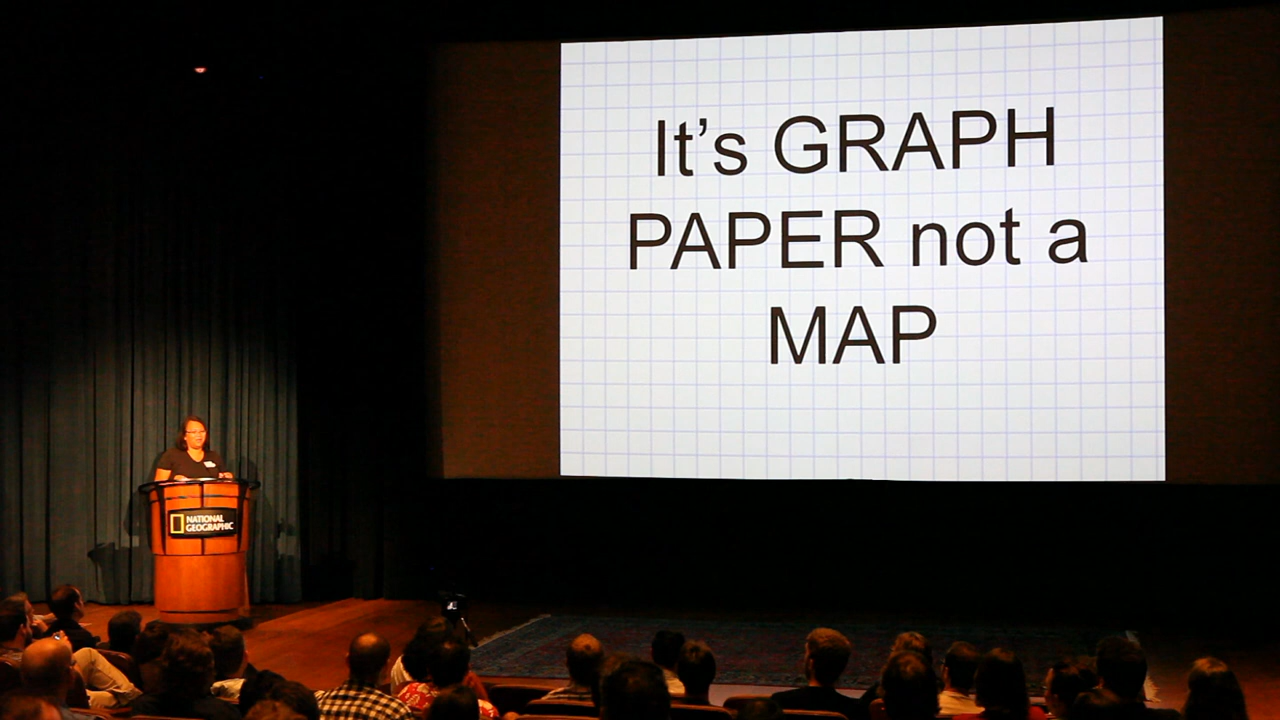 It’s GRAPH
PAPER not a
MAP
NATIONAL
GEOGRAPHIC